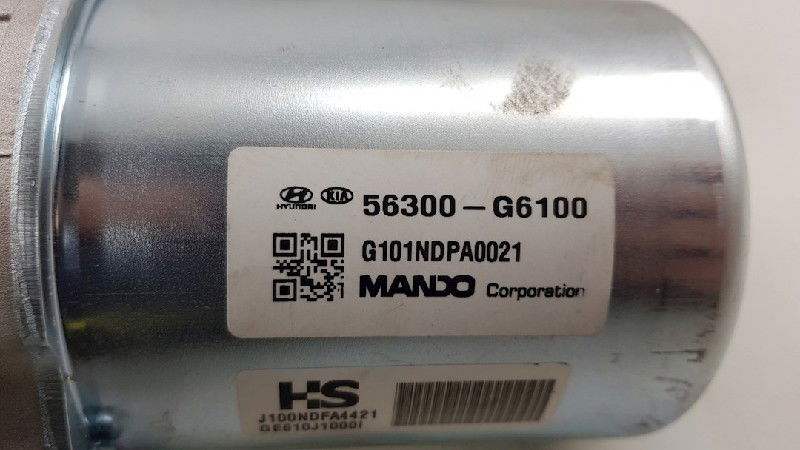 HYUNDAI KIA 56300-G6100
G101NDPA0021
MANDO Corporation
HS
J100NDFA4421
GE610J1000I